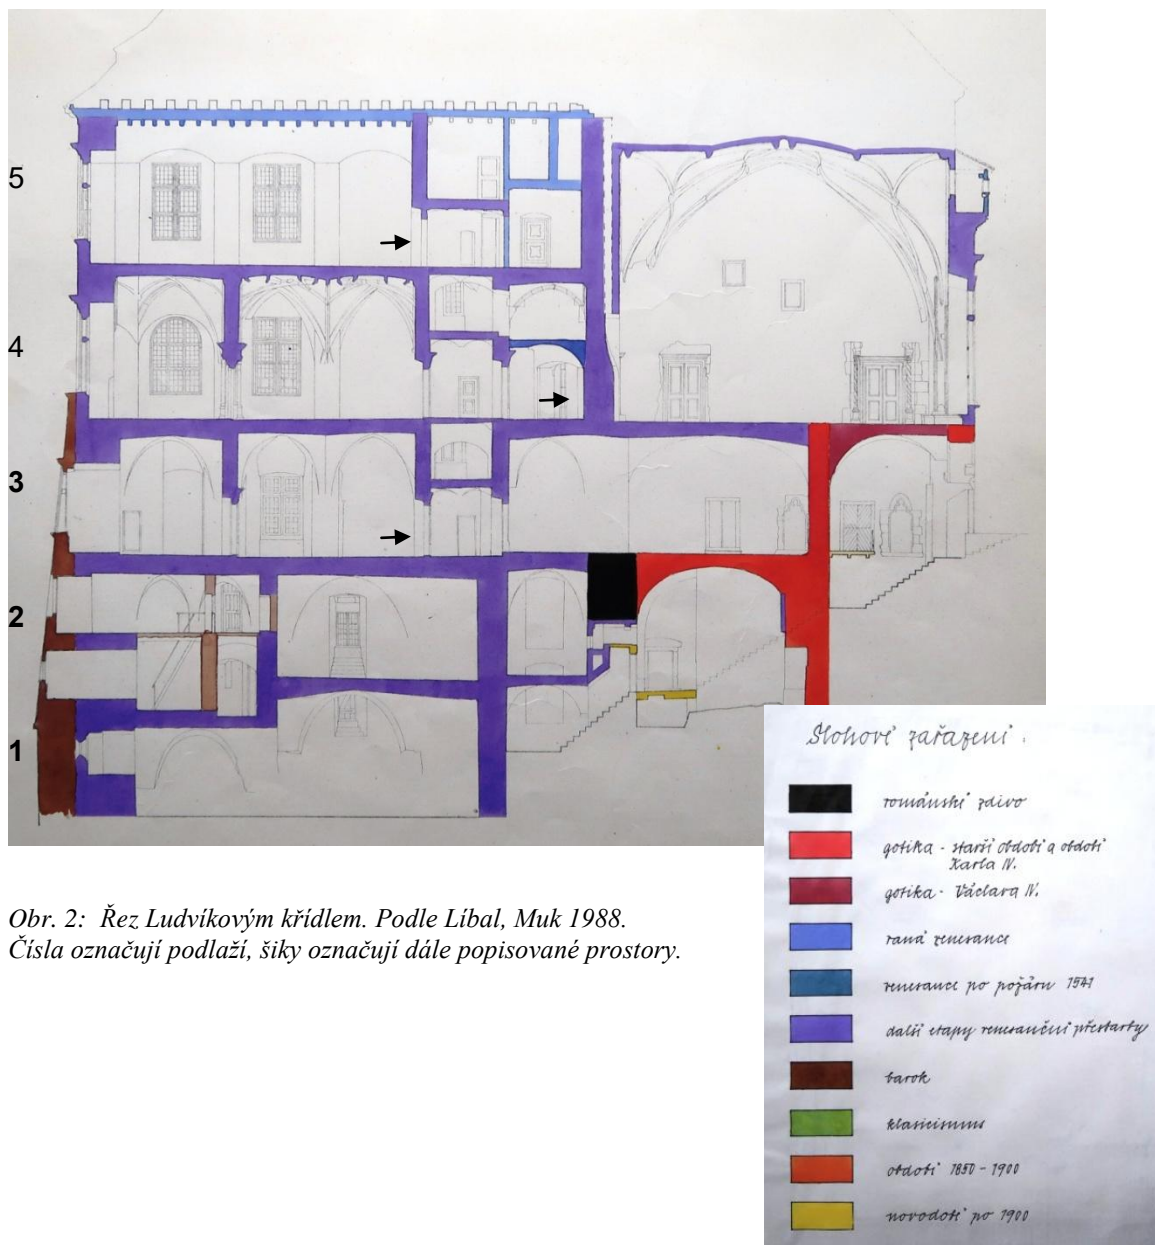 5
4
3
2
1
Slohové zařazení.
románské zdivo
gotika - starší období a období
Karla IV.
gotika - Václava IV.
raná renesance
renesance po požáru 1541
další etapy renesanční přestavby
barok
klasicismus
období 1850 - 1900
novodobé po 1900
Obr. 2: Řez Ludvíkovým křídlem. Podle Líbal, Muk 1988.
Čísla označují podlaží, šiky označují dále popisované prostory.